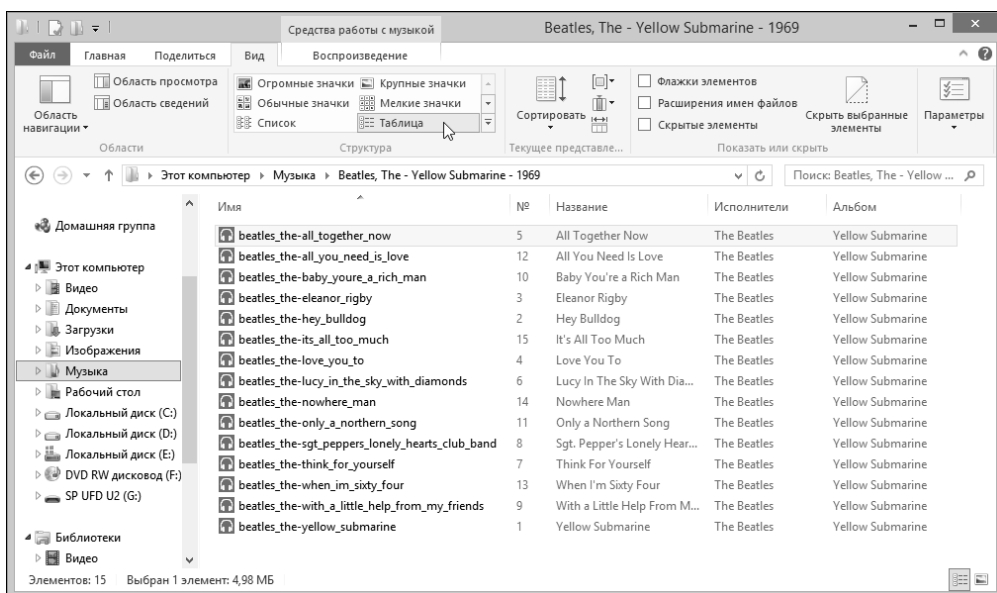 Средства работы с музыкой
Beatles, The - Yellow Submarine - 1969
Файл Главная Поделиться Вид Воспроизведение
Область навигации
Область просмотра
Область сведений
Области
Огромные значки Крупные значки
Обычные значки Мелкие значки
Список Таблица
Структура
Сортировать
Текущее представле...
Флажки элементов
Расширения имен файлов
Скрытые элементы
Скрыть выбранные элементы
Показать или скрыть
Параметры
Этот компьютер Музыка Beatles, The - Yellow Submarine - 1969
Поиск: Beatles, The - Yellow ...
Домашняя группа
Этот компьютер
Видео
Документы
Загрузки
Изображения
Музыка
Рабочий стол
Локальный диск (C:)
Локальный диск (D:)
Локальный диск (E:)
DVD RW дисковод (F:)
SP UFD U2 (G:)
Библиотеки
Видео
Имя № Название Исполнители Альбом
beatles_the-all_together_now 5 All Together Now The Beatles Yellow Submarine
beatles_the-all_you_need_is_love 12 All You Need Is Love The Beatles Yellow Submarine
beatles_the-baby_youre_a_rich_man 10 Baby You're a Rich Man The Beatles Yellow Submarine
beatles_the-eleanor_rigby 3 Eleanor Rigby The Beatles Yellow Submarine
beatles_the-hey_bulldog 2 Hey Bulldog The Beatles Yellow Submarine
beatles_the-its_all_too_much 15 It's All Too Much The Beatles Yellow Submarine
beatles_the-love_you_to 4 Love You To The Beatles Yellow Submarine
beatles_the-lucy_in_the_sky_with_diamonds 6 Lucy In The Sky With Dia... The Beatles Yellow Submarine
beatles_the-nowhere_man 14 Nowhere Man The Beatles Yellow Submarine
beatles_the-only_a_northern_song 11 Only a Northern Song The Beatles Yellow Submarine
beatles_the-sgt_peppers_lonely_hearts_club_band 8 Sgt. Pepper's Lonely Hear... The Beatles Yellow Submarine
beatles_the-think_for_yourself 7 Think For Yourself The Beatles Yellow Submarine
beatles_the-when_im_sixty_four 13 When I'm Sixty Four The Beatles Yellow Submarine
beatles_the-with_a_little_help_from_my_friends 9 With a Little Help From M... The Beatles Yellow Submarine
beatles_the-yellow_submarine 1 Yellow Submarine The Beatles Yellow Submarine
Элементов: 15 Выбран 1 элемент: 4,98 МБ